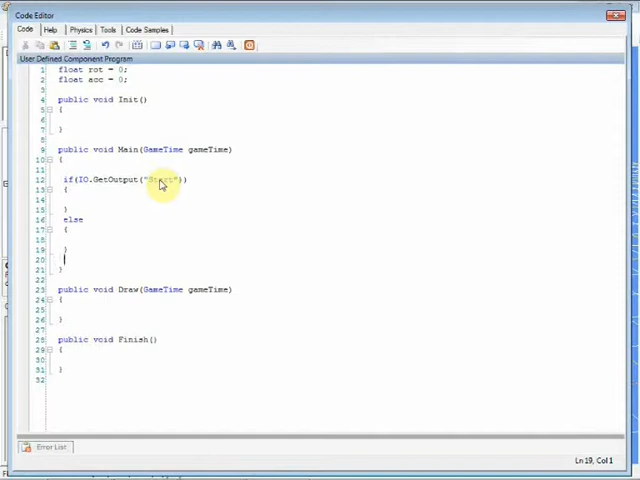 Code Editor
Code Help Physics Tools Code Samples
User Defined Component Program
1 float rot = 0;
2 float acc = 0;
3
4 public void Init()
5 {
6
7 }
8
9 public void Main(GameTime gameTime)
10 {
11
12 if(IO.GetOutput("Start"))
13 {
14
15 }
16 else
17 {
18
19 }
20
21 }
22
23 public void Draw(GameTime gameTime)
24 {
25
26 }
27
28 public void Finish()
29 {
30
31 }
32
Error List
Ln 19, Col 1